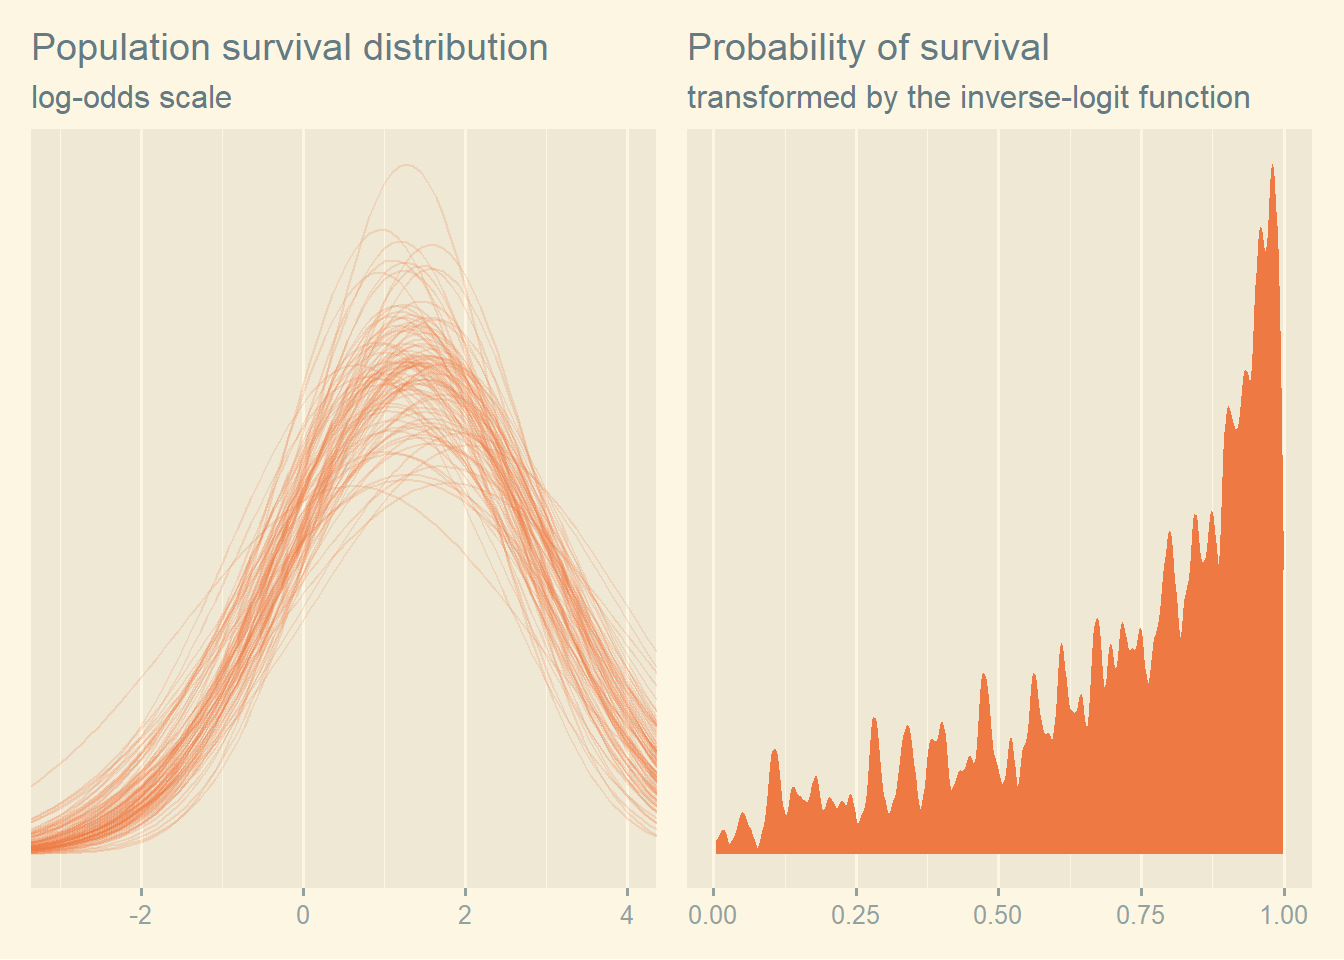 Population survival distribution
log-odds scale
-2 0 2 4
Probability of survival
transformed by the inverse-logit function
0.00 0.25 0.50 0.75 1.00